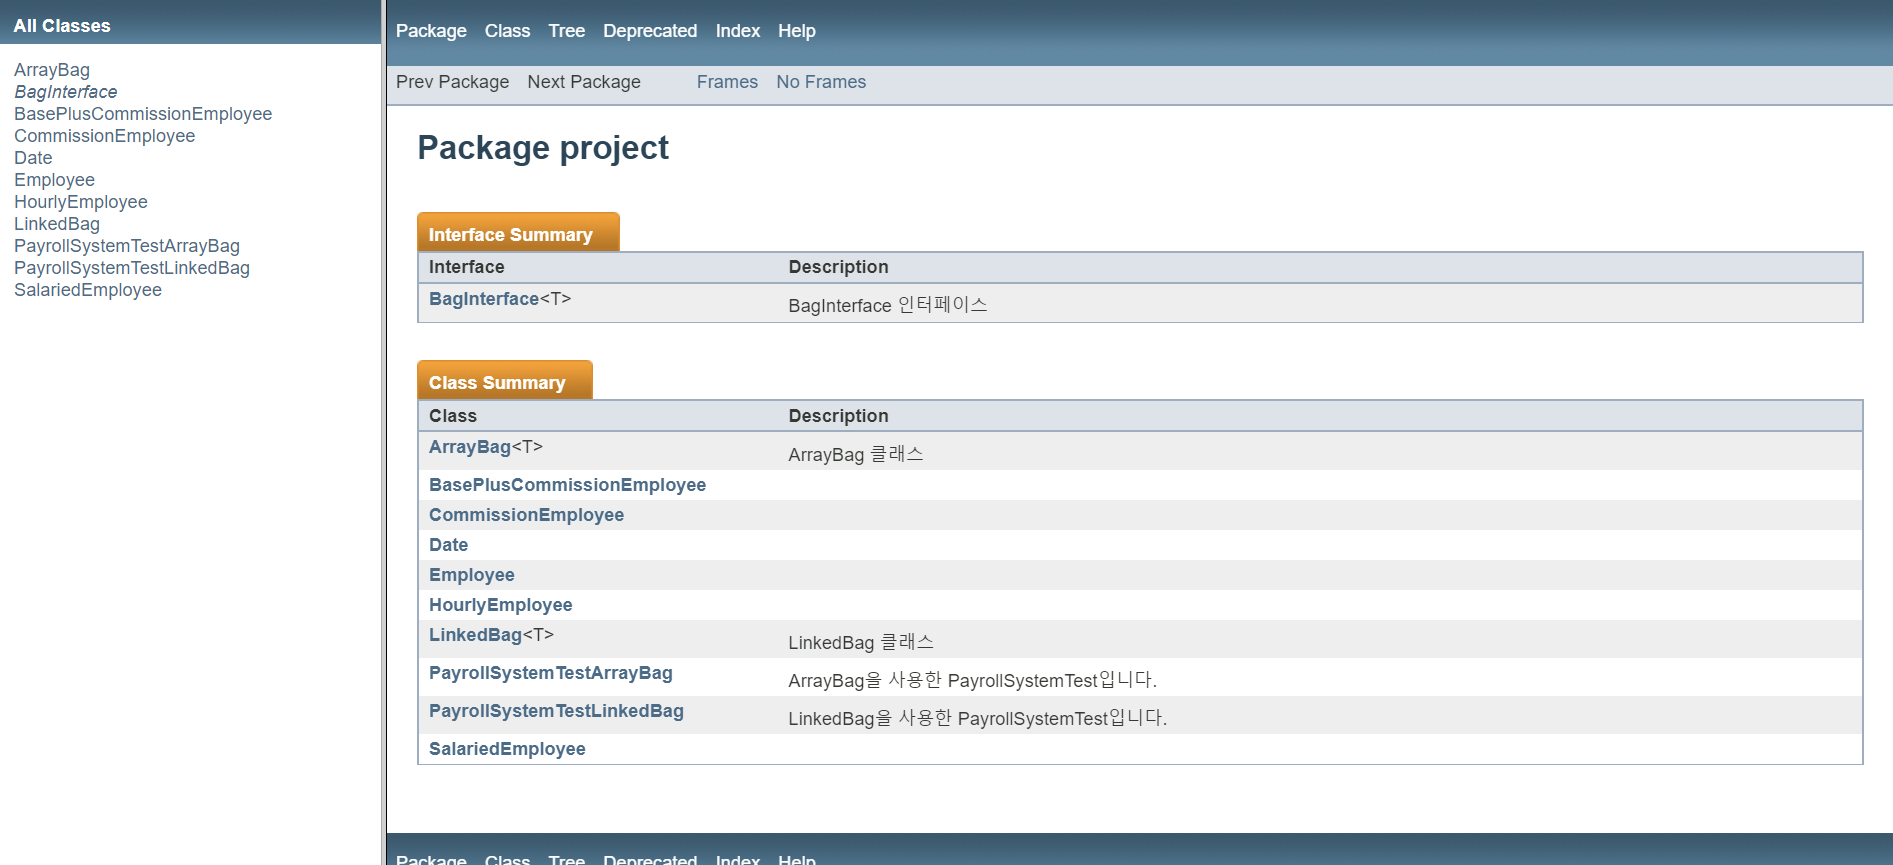 All Classes
ArrayBag
BagInterface
BasePlusCommissionEmployee
CommissionEmployee
Date
Employee
HourlyEmployee
LinkedBag
PayrollSystemTestArrayBag
PayrollSystemTestLinkedBag
SalariedEmployee
Package Class Tree Deprecated Index Help
Prev Package Next Package Frames No Frames
Package project
Interface Summary
Interface Description
BagInterface<T> BagInterface 인터페이스
Class Summary
Class Description
ArrayBag<T> ArrayBag 클래스
BasePlusCommissionEmployee
CommissionEmployee
Date
Employee
HourlyEmployee
LinkedBag<T> LinkedBag 클래스
PayrollSystemTestArrayBag ArrayBag을 사용한 PayrollSystemTest입니다.
PayrollSystemTestLinkedBag LinkedBag을 사용한 PayrollSystemTest입니다.
SalariedEmployee
Package Class Tree Deprecated Index Help